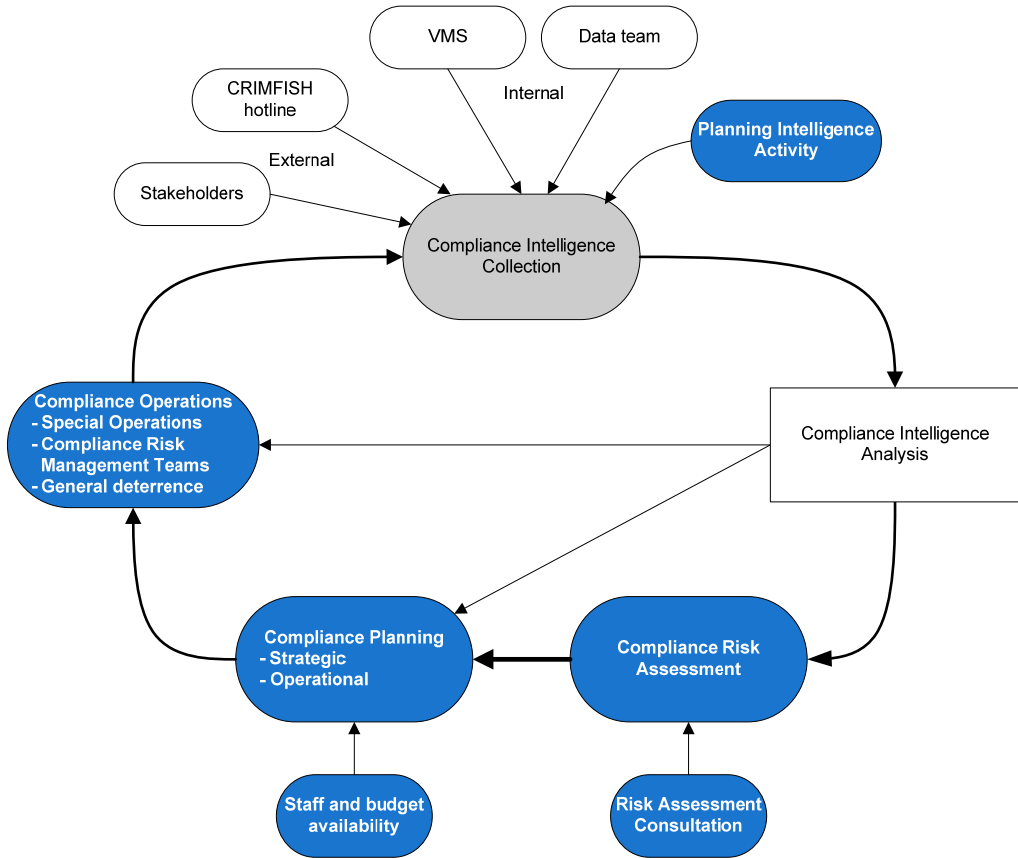 VMS
Data team
CRIMFISH
hotline
Internal
Planning Intelligence
Activity
External
Stakeholders
Compliance Intelligence
Collection
Compliance Operations
- Special Operations
- Compliance Risk
Management Teams
- General deterrence
Compliance Intelligence
Analysis
Compliance Planning
- Strategic
- Operational
Compliance Risk
Assessment
Staff and budget
availability
Risk Assessment
Consultation